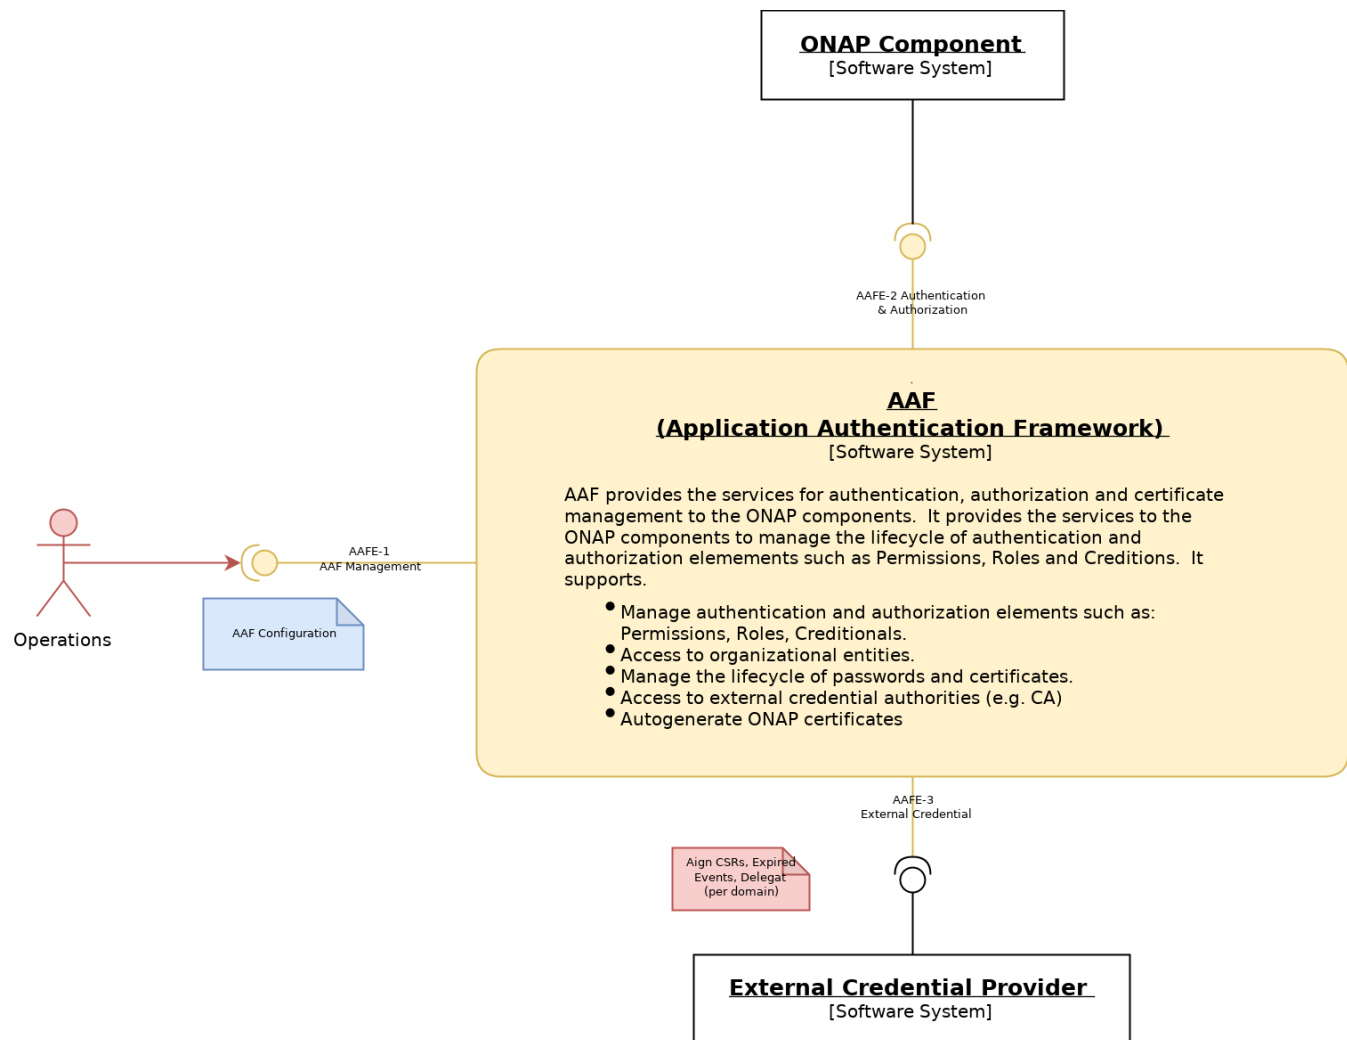 ONAP Component
[Software System]
AAFE-2 Authentication
& Authorization
AAF
(Application Authentication Framework)
[Software System]
AAF provides the services for authentication, authorization and certificate
management to the ONAP components.  It provides the services to the
ONAP components to manage the lifecycle of authentication and
authorization elemements such as Permissions, Roles and Creditions.  It
supports.
Manage authentication and authorization elements such as:
Permissions, Roles, Creditionals.
Access to organizational entities.
Manage the lifecycle of passwords and certificates.
Access to external credential authorities (e.g. CA)
Autogenerate ONAP certificates
AAFE-1
AAF Management
Operations
AAF Configuration
AAFE-3
External Credential
Aign CSRs, Expired
Events, Delegat
(per domain)
External Credential Provider
[Software System]